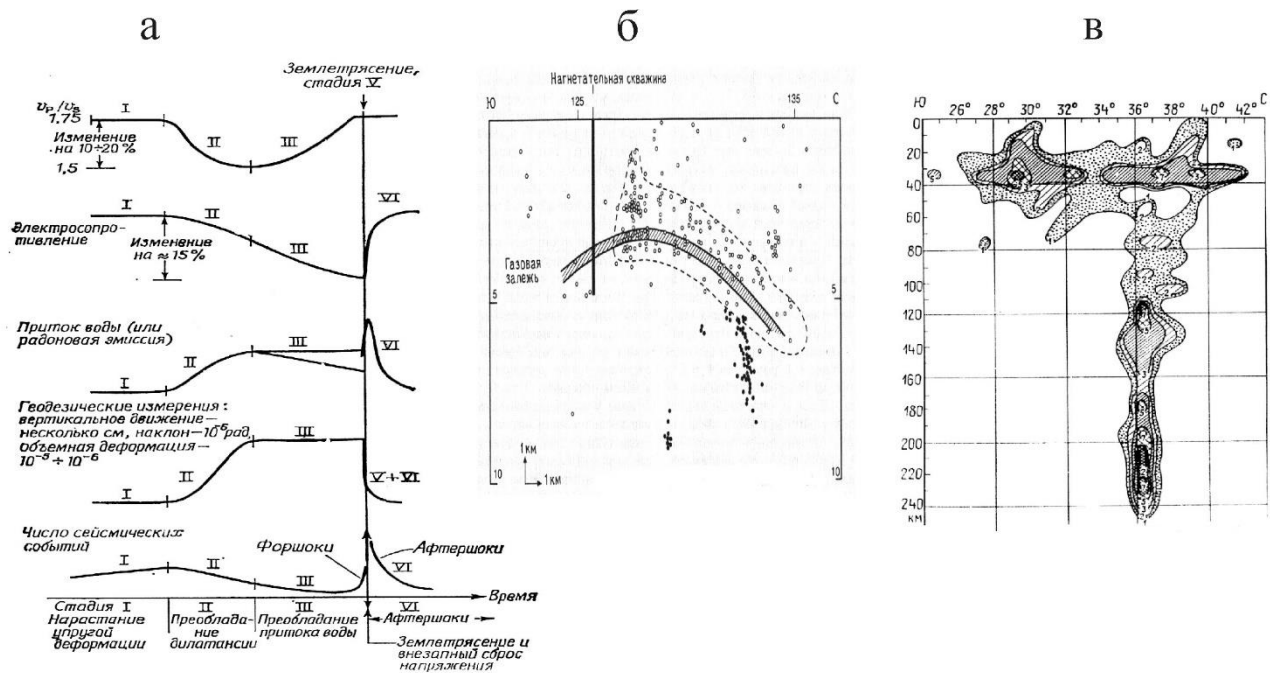 а
Землетрясение,
стадия V
vP/vS
1,75
I
II
III
Изменение
на 10÷20 %
1,5
I
II
III
VI
Электросопро-
тивление
Изменение
на ≈ 15 %
Приток воды (или
радоновая эмиссия)
I
II
III
VI
Геодезические измерения:
вертикальное движение—
несколько см, наклон—10⁻⁶ рад,
объемная деформация—
10⁻⁵ ÷ 10⁻⁶
I
II
III
V+VI
Число сейсмических
событий
I
II
III
Форшоки
Афтершоки
VI
Время
Стадия I
Нарастание
упругой
деформации
II
Преоблада-
ние
дилатансии
III
Преобладание
притока воды
VI
Афтершоки
Землетрясение и
внезапный сброс
напряжения
б
Нагнетательная скважина
Ю
125
135
С
Газовая
залежь
5
5
1 км
1 км
10
10
в
Ю
26°
28°
30°
32°
34°
36°
38°
40°
42°
С
0
20
40
60
80
100
120
140
160
180
200
220
240
км